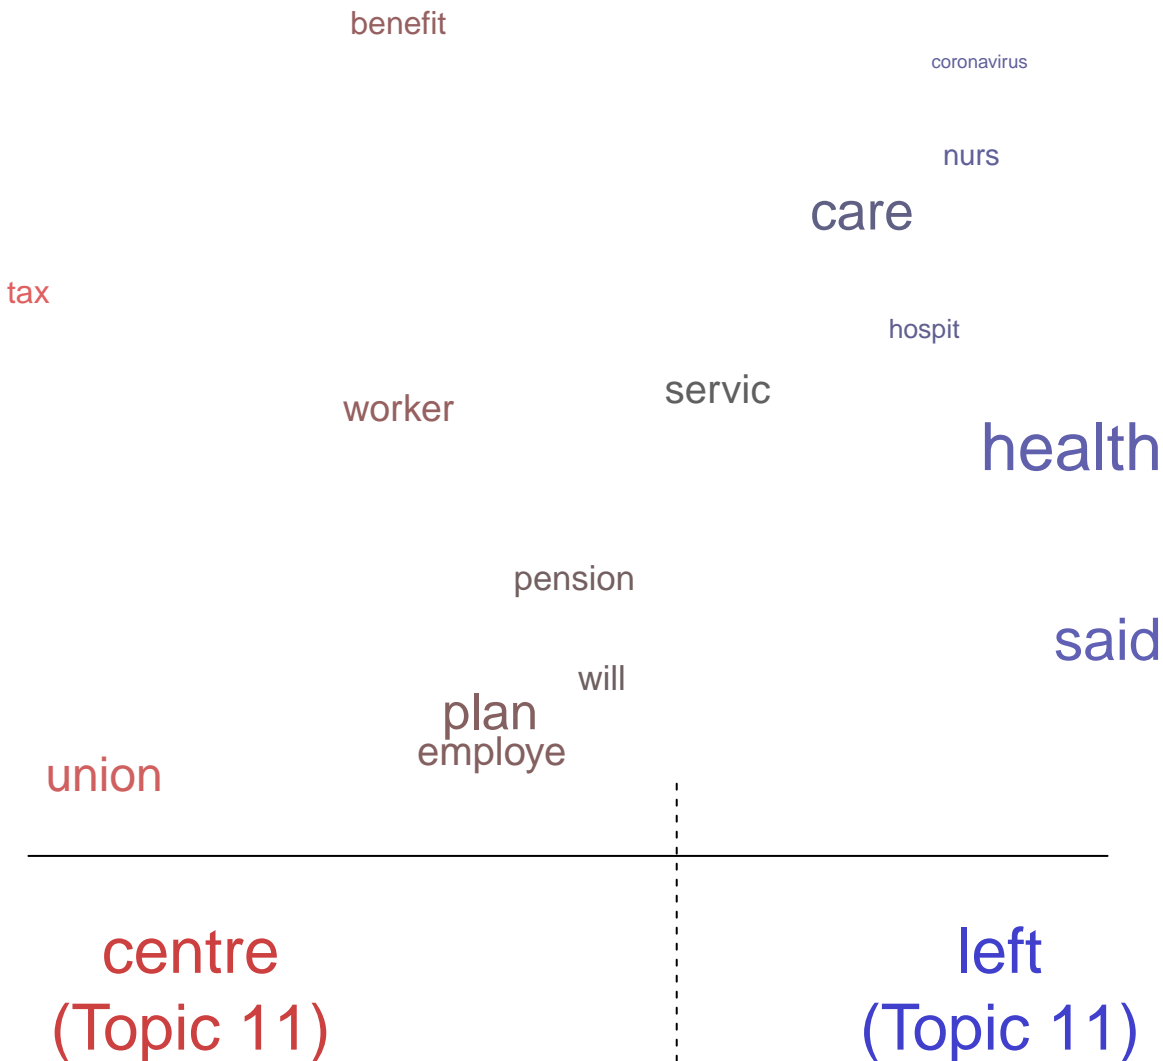 benefit
coronavirus
nurs
care
tax
hospit
servic
worker
health
pension
said
will
plan
employe
union
centre
(Topic 11)
left
(Topic 11)